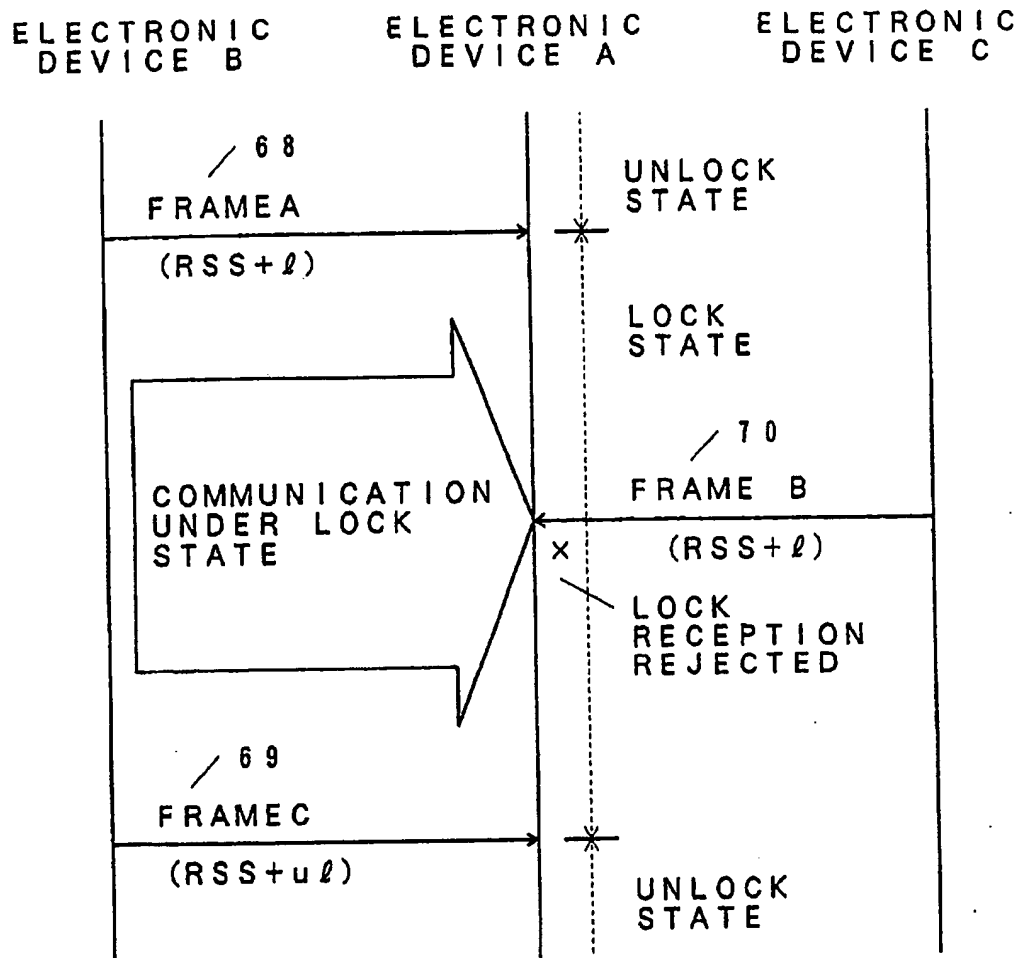 ELECTRONIC
DEVICE B
ELECTRONIC
DEVICE A
ELECTRONIC
DEVICE C
68
FRAMEA
(RSS+ℓ)
UNLOCK
STATE
LOCK
STATE
70
FRAME B
(RSS+ℓ)
COMMUNICATION
UNDER LOCK
STATE
×
LOCK
RECEPTION
REJECTED
69
FRAMEC
(RSS+uℓ)
UNLOCK
STATE